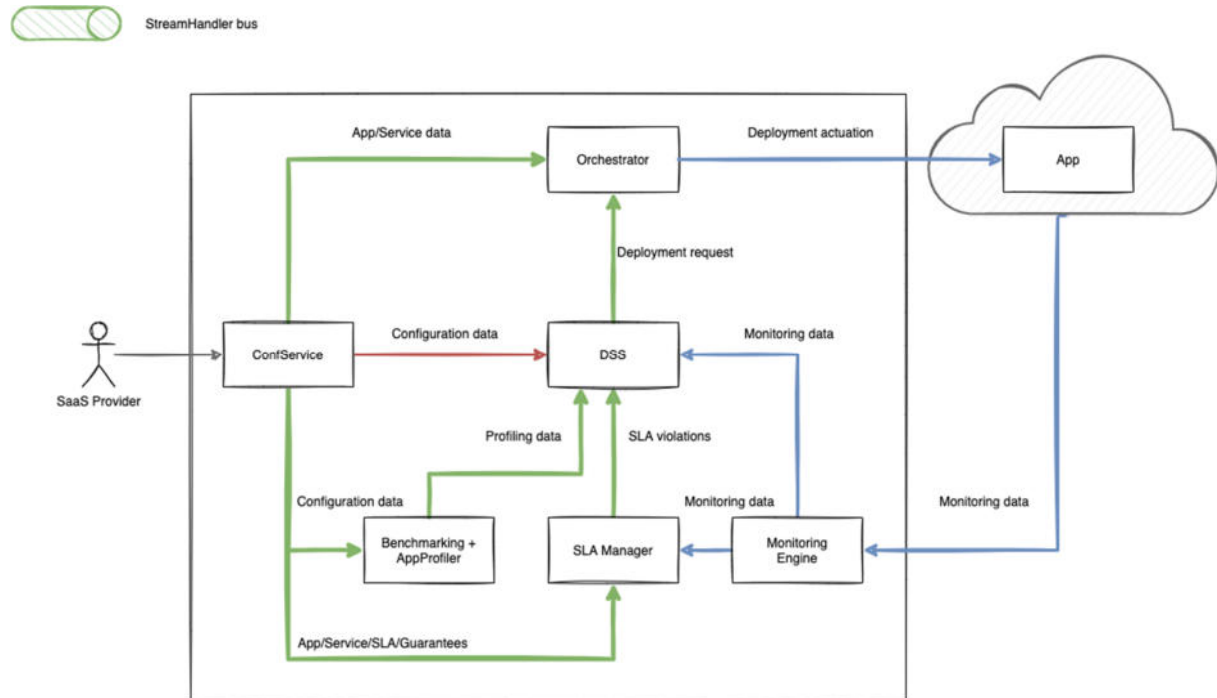 StreamHandler bus
App/Service data
Orchestrator
Deployment actuation
App
Deployment request
SaaS Provider
ConfService
Configuration data
DSS
Monitoring data
Profiling data
SLA violations
Configuration data
Monitoring data
Monitoring data
Benchmarking +
AppProfiler
SLA Manager
Monitoring
Engine
App/Service/SLA/Guarantees